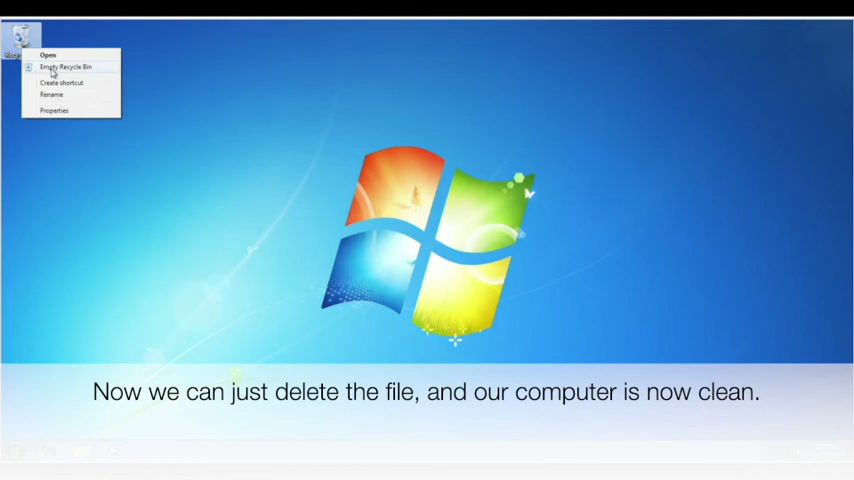 Open
Empty Recycle Bin
Create shortcut
Rename
Properties
Now we can just delete the file, and our computer is now clean.